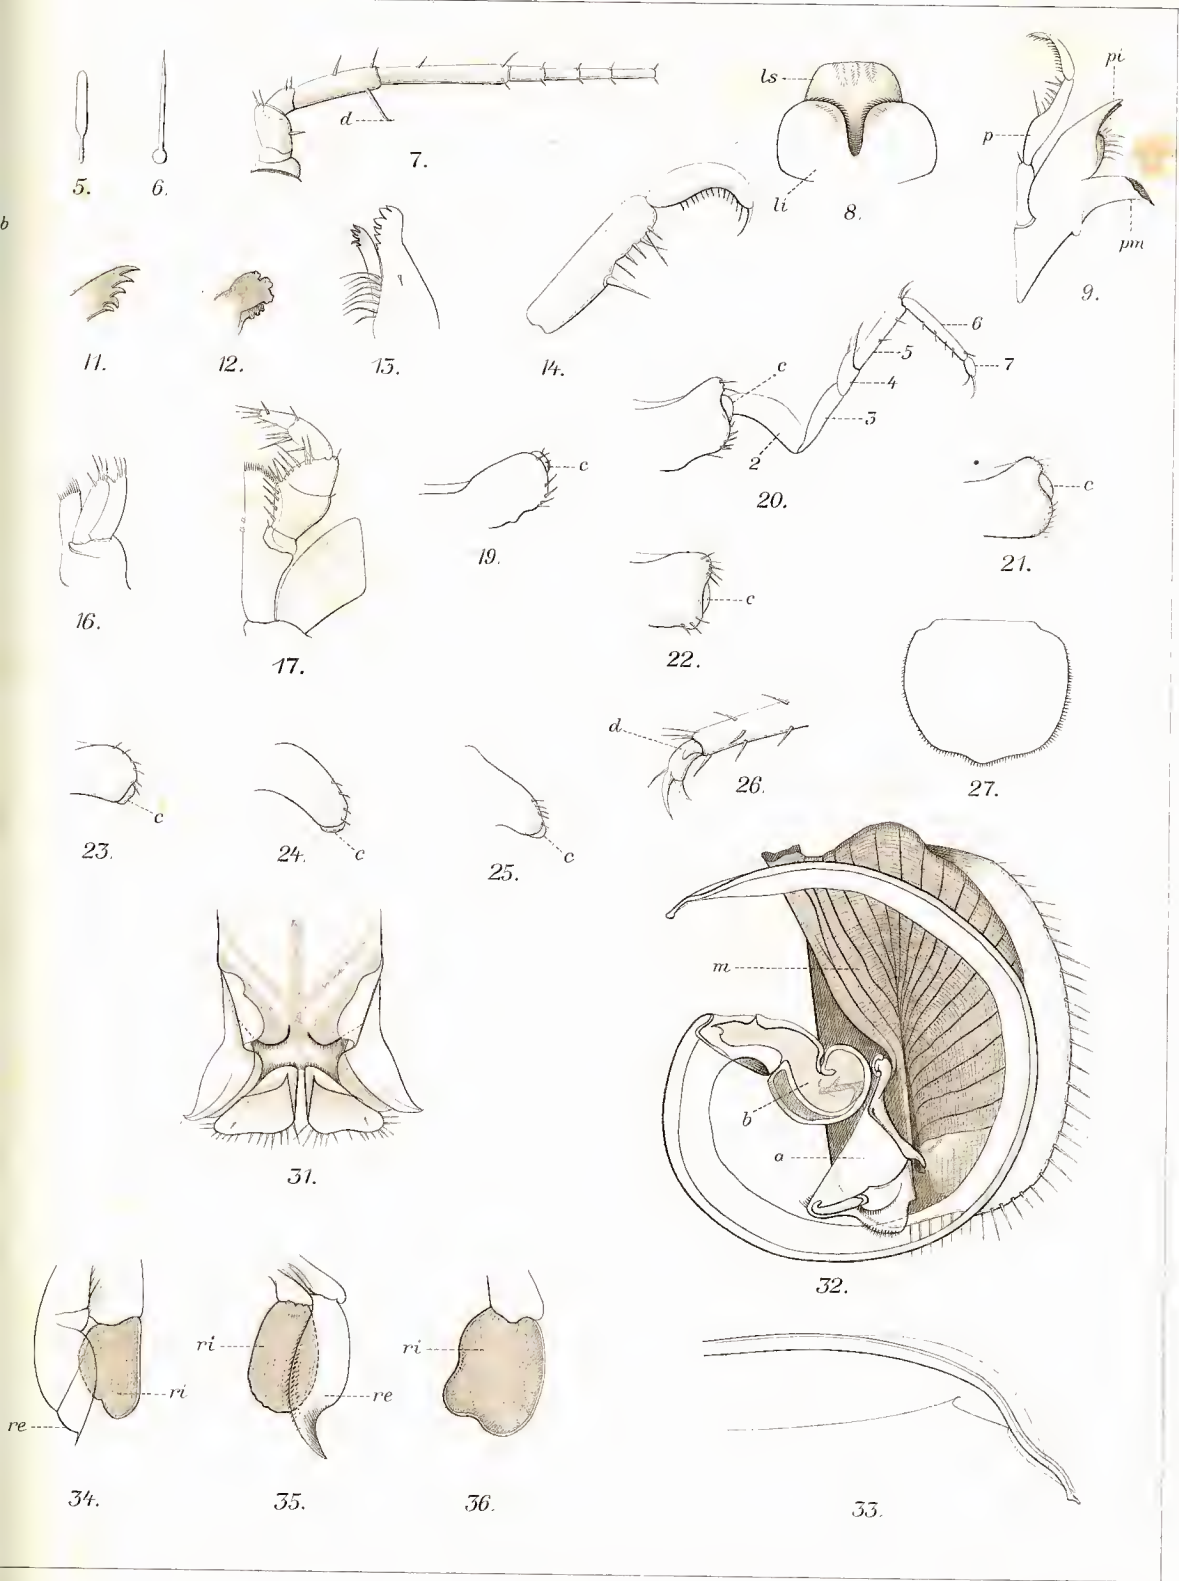 b
5.
6.
d
7.
ls
li
8.
p
pi
pm
9.
11.
12.
13.
14.
16.
17.
c
19.
c
2
3
4
5
6
7
20.
c
21.
c
22.
c
23.
c
24.
c
25.
d
26.
27.
31.
m
b
a
32.
33.
re
ri
34.
ri
re
35.
ri
36.